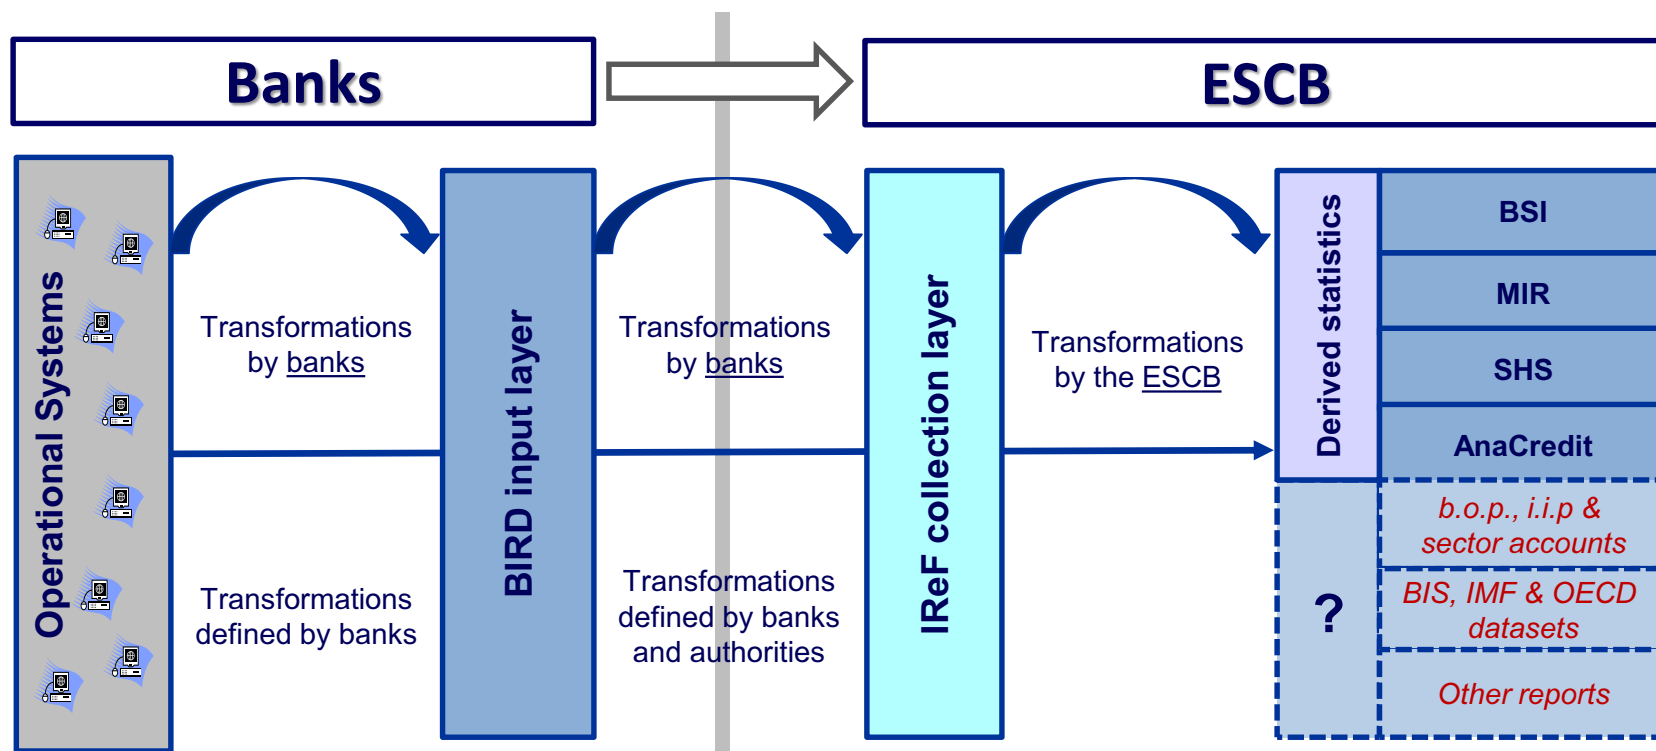 Banks
ESCB
Operational Systems
Transformations
by banks
Transformations
defined by banks
BIRD input layer
Transformations
by banks
Transformations
defined by banks
and authorities
IReF collection layer
Transformations
by the ESCB
Derived statistics
BSI
MIR
SHS
AnaCredit
?
b.o.p., i.i.p &
sector accounts
BIS, IMF & OECD
datasets
Other reports